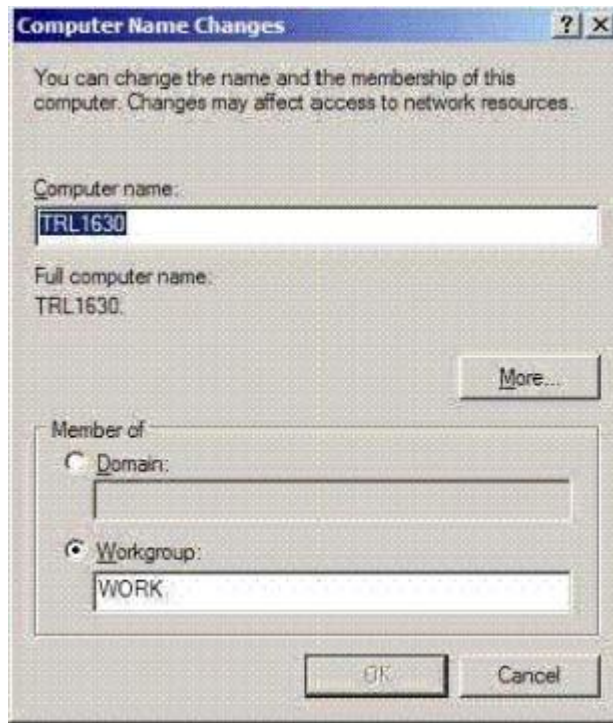 Computer Name Changes
You can change the name and the membership of this
computer. Changes may affect access to network resources.
Computer name:
TRL1630
Full computer name:
TRL1630.
More...
Member of
Domain:
Workgroup:
WORK
OK
Cancel